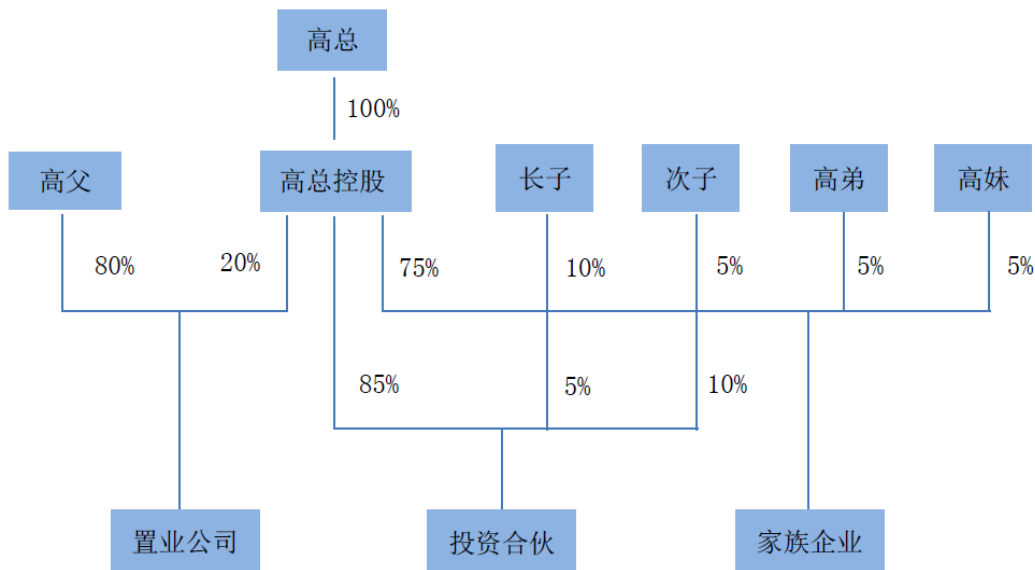 高总
100%
高父
高总控股
长子
次子
高弟
高妹
80%
20%
75%
10%
5%
5%
5%
85%
5%
10%
置业公司
投资合伙
家族企业